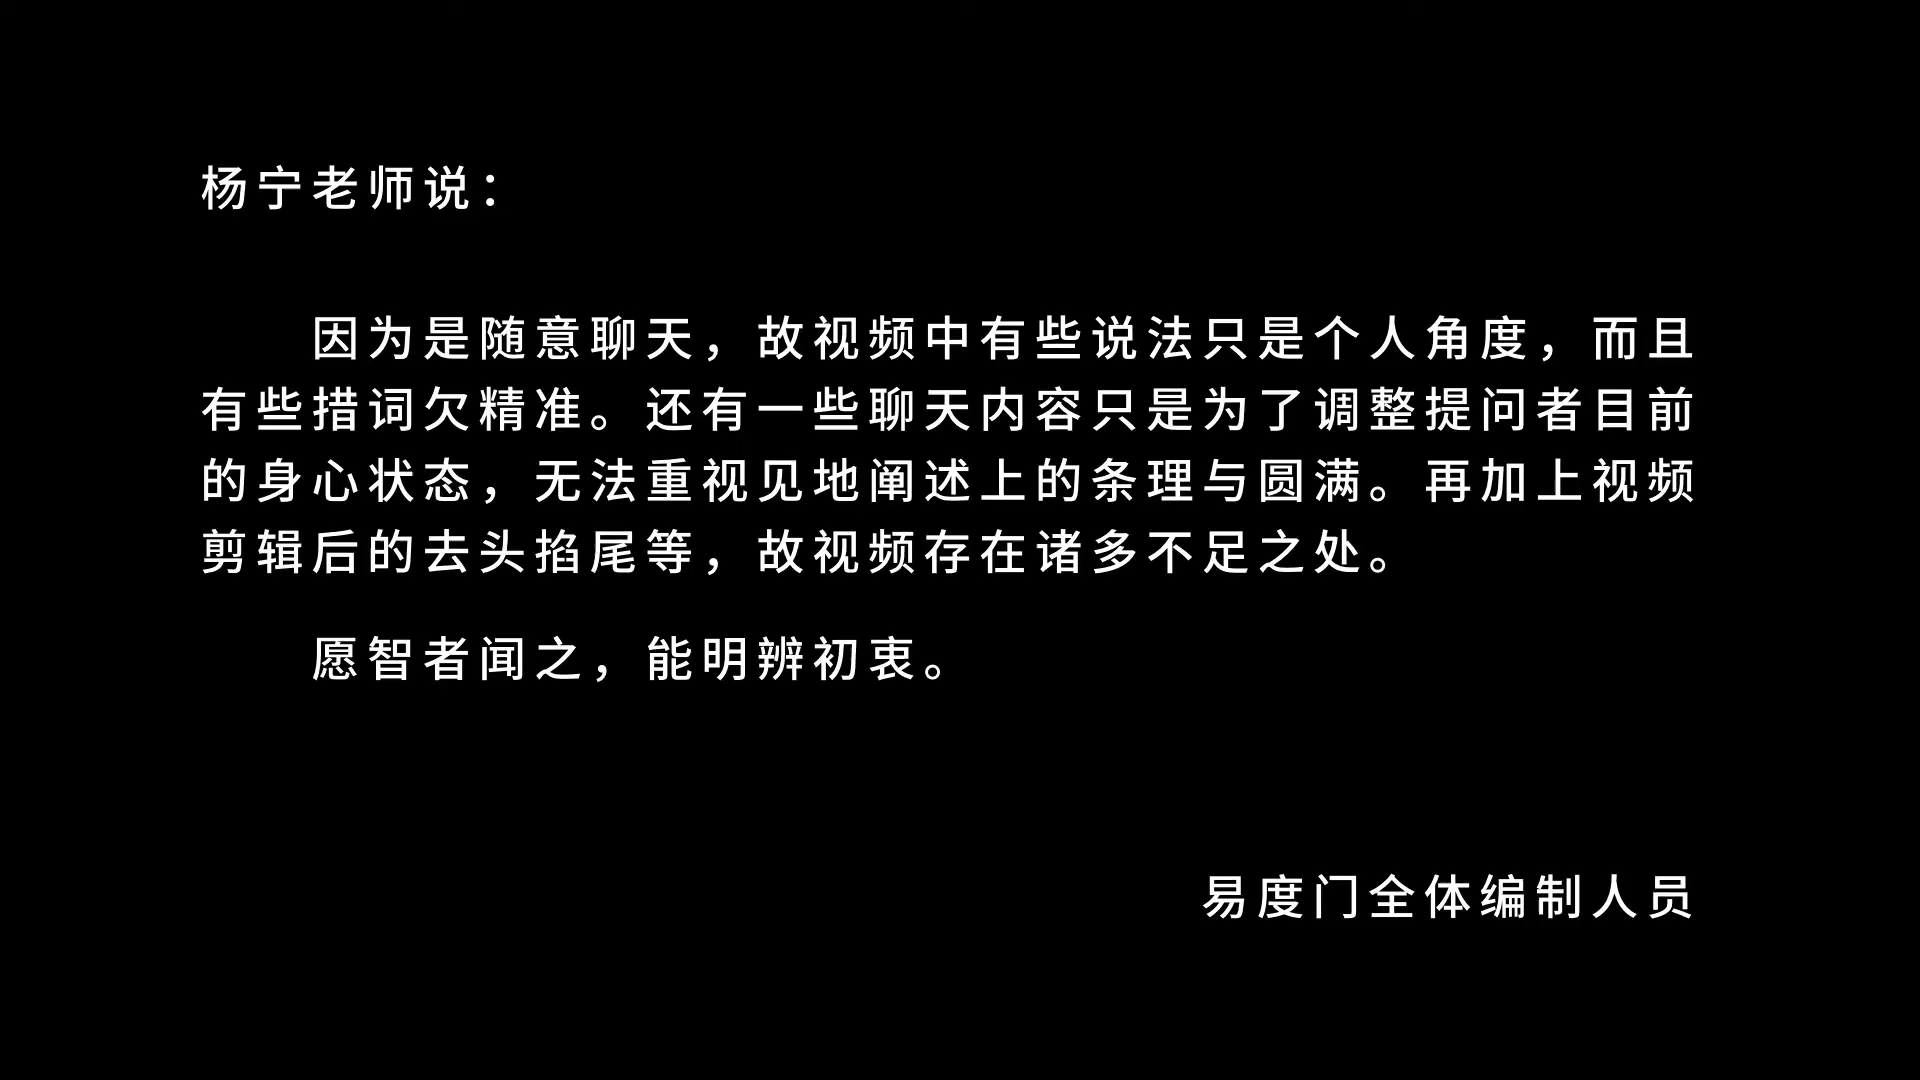 杨宁老师说：
因为是随意聊天，故视频中有些说法只是个人角度，而且
有些措词欠精准。还有一些聊天内容只是为了调整提问者目前
的身心状态，无法重视见地阐述上的条理与圆满。再加上视频
剪辑后的去头掐尾等，故视频存在诸多不足之处。
愿智者闻之，能明辨初衷。
易度门全体编制人员